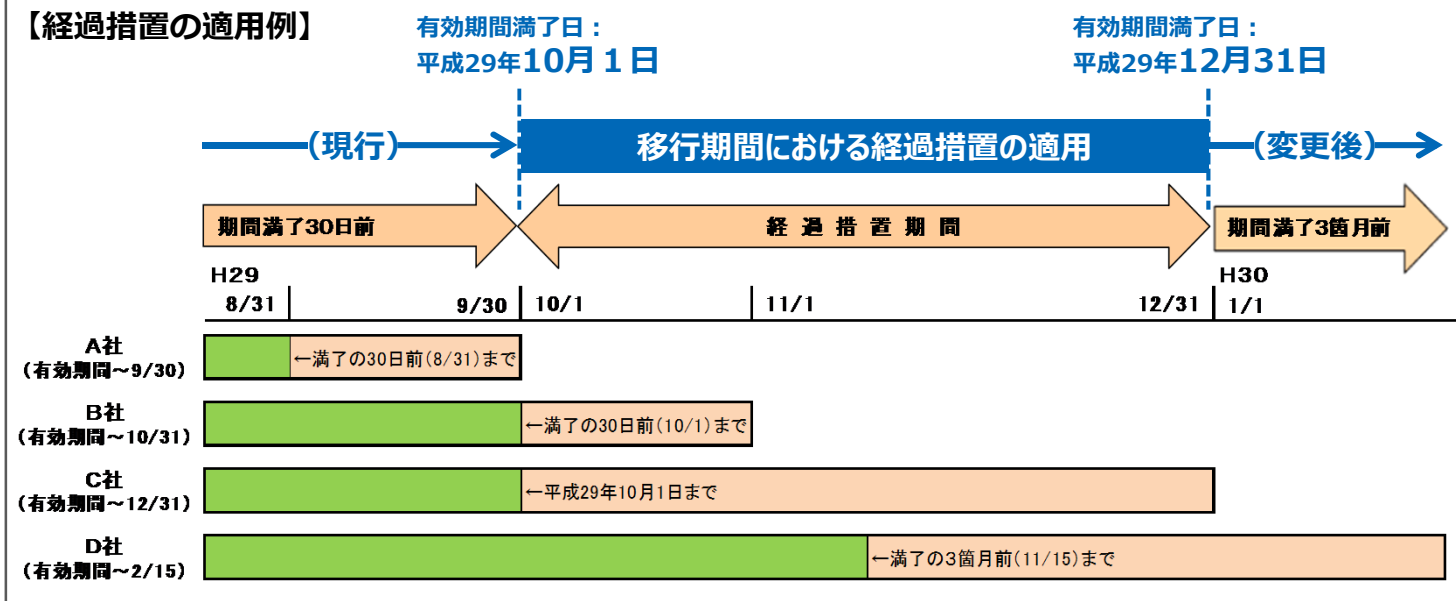 【経過措置の適用例】
有効期間満了日：
平成29年10月１日
有効期間満了日：
平成29年12月31日
（現行）
移行期間における経過措置の適用
（変更後）
期間満了30日前
経過措置期間
期間満了3箇月前
H29
H30
8/31
9/30
10/1
11/1
12/31
1/1
A社
（有効期間～9/30）
←満了の30日前(8/31)まで
B社
（有効期間～10/31）
←満了の30日前(10/1)まで
C社
（有効期間～12/31）
←平成29年10月1日まで
D社
（有効期間～2/15）
←満了の3箇月前(11/15)まで